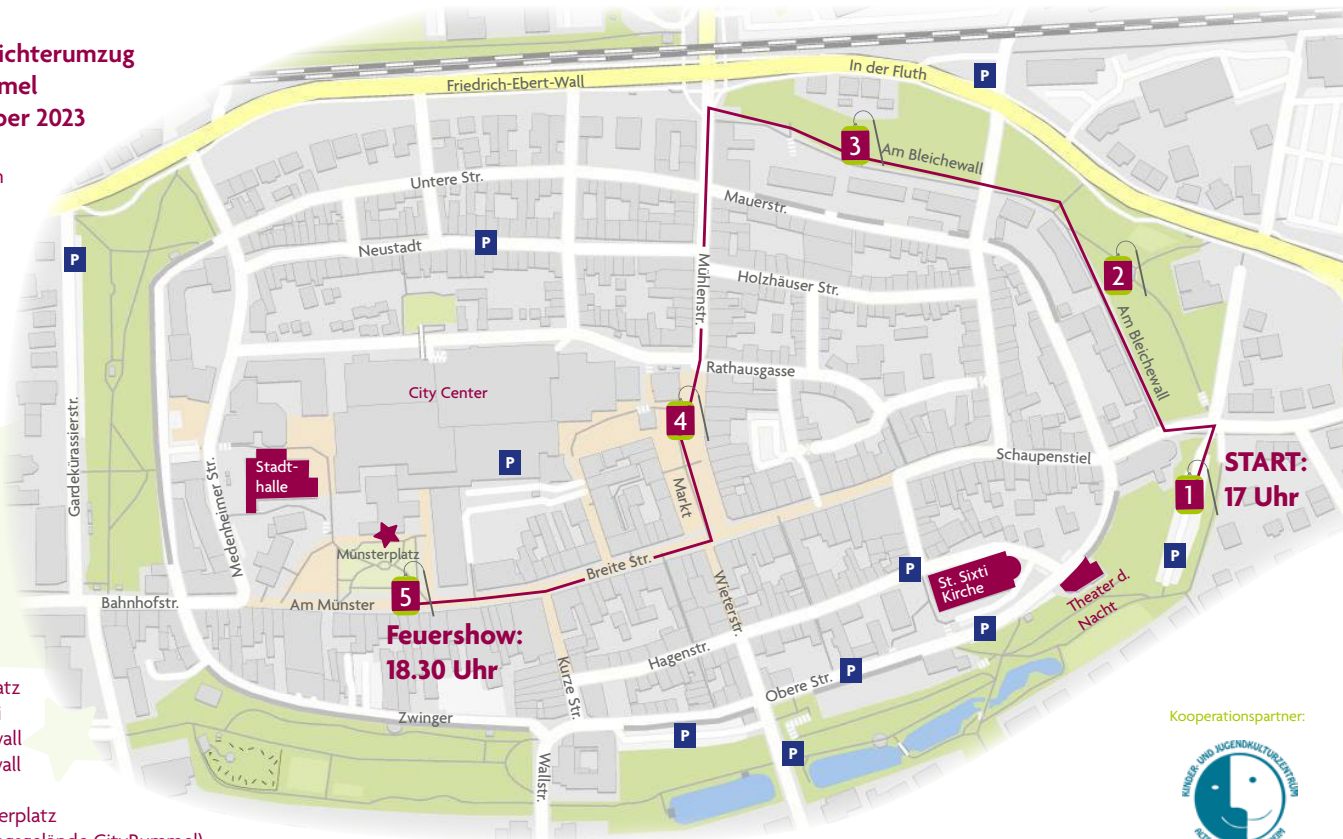 ichterumzug
mel
ber 2023
n
Friedrich-Ebert-Wall
In der Fluth
P
3
Am Bleichewall
Untere Str.
Mauerstr.
Neustadt
P
P
Mühlenstr.
Holzhäuser Str.
2
Am Bleichewall
Rathausgasse
City Center
4
Gardekürassierstr.
Medenheimer Str.
Stadt-
halle
P
Markt
Schaupenstiel
START:
17 Uhr
1
Münsterplatz
Breite Str.
P
P
St. Sixti
Kirche
Theater d.
Nacht
Bahnhofstr.
Am Münster
5
Feuershow:
18.30 Uhr
Wieterstr.
Hagenstr.
P
Kurze Str.
Obere Str.
P
Zwinger
P
P
Wallstr.
atz
i
vall
vall
erplatz
Kooperationspartner:
KINDER- UND JUGENDKULTURZENTRUM